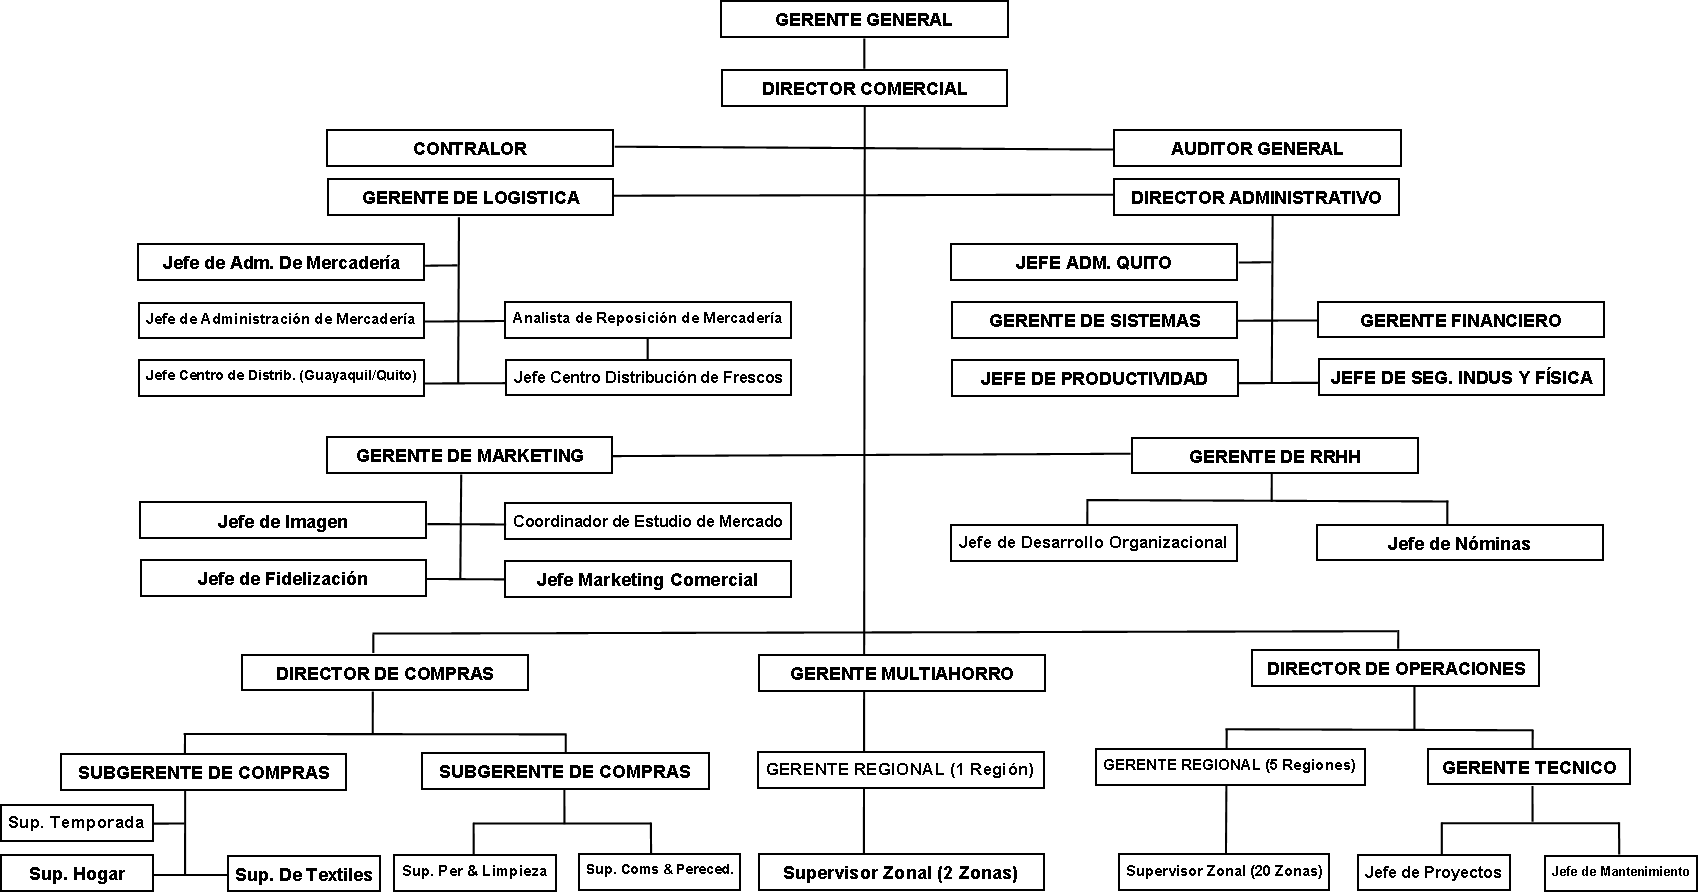 GERENTE GENERAL
DIRECTOR COMERCIAL
CONTRALOR
AUDITOR GENERAL
GERENTE DE LOGISTICA
DIRECTOR ADMINISTRATIVO
Jefe de Adm. De Mercadería
JEFE ADM. QUITO
Jefe de Administración de Mercadería
Analista de Reposición de Mercadería
GERENTE DE SISTEMAS
GERENTE FINANCIERO
Jefe Centro de Distrib. (Guayaquil/Quito)
Jefe Centro Distribución de Frescos
JEFE DE PRODUCTIVIDAD
JEFE DE SEG. INDUS Y FÍSICA
GERENTE DE MARKETING
GERENTE DE RRHH
Jefe de Imagen
Coordinador de Estudio de Mercado
Jefe de Desarrollo Organizacional
Jefe de Nóminas
Jefe de Fidelización
Jefe Marketing Comercial
DIRECTOR DE COMPRAS
GERENTE MULTIAHORRO
DIRECTOR DE OPERACIONES
SUBGERENTE DE COMPRAS
SUBGERENTE DE COMPRAS
GERENTE REGIONAL (1 Región)
GERENTE REGIONAL (5 Regiones)
GERENTE TECNICO
Sup. Temporada
Sup. Hogar
Sup. De Textiles
Sup. Per & Limpieza
Sup. Coms & Pereced.
Supervisor Zonal (2 Zonas)
Supervisor Zonal (20 Zonas)
Jefe de Proyectos
Jefe de Mantenimiento